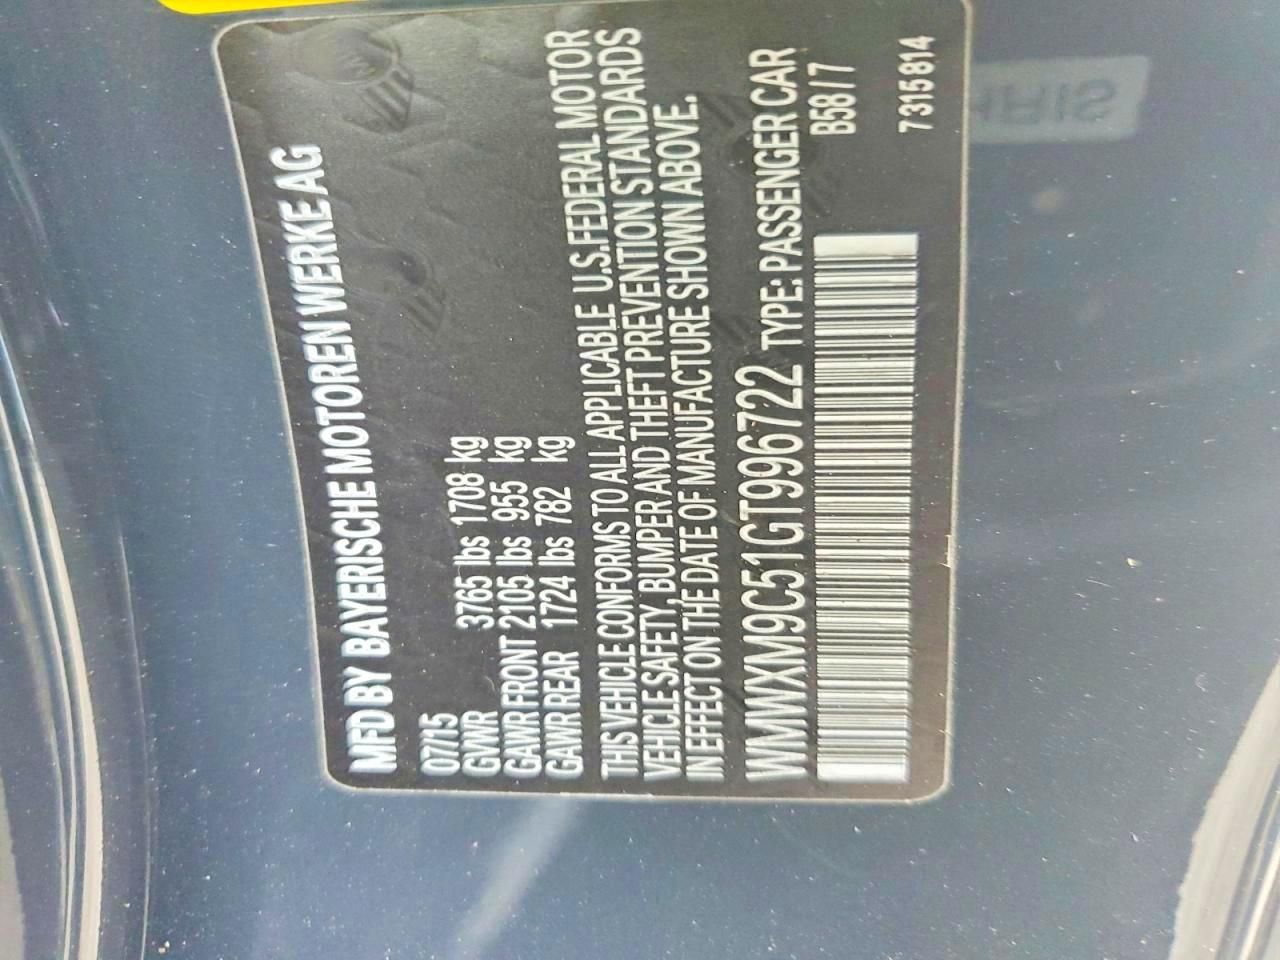 MFD BY BAYERISCHE MOTOREN WERKE AG
07/15
GVWR 3765 lbs 1708 kg
GAWR FRONT 2105 lbs 955 kg
GAWR REAR 1724 lbs 782 kg
THIS VEHICLE CONFORMS TO ALL APPLICABLE U.S.FEDERAL MOTOR
VEHICLE SAFETY, BUMPER AND THEFT PREVENTION STANDARDS
IN EFFECT ON THE DATE OF MANUFACTURE SHOWN ABOVE.
WMWXM9C51GT996722 TYPE: PASSENGER CAR
B58/7
7315814